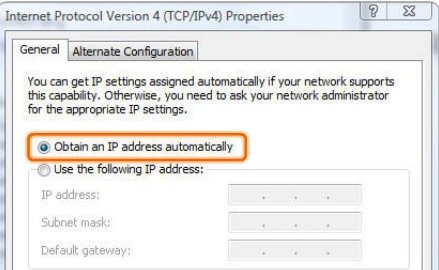 Internet Protocol Version 4 (TCP/IPv4) Properties
General
Alternate Configuration
You can get IP settings assigned automatically if your network supports
this capability. Otherwise, you need to ask your network administrator
for the appropriate IP settings.
Obtain an IP address automatically
Use the following IP address:
IP address:
Subnet mask:
Default gateway: